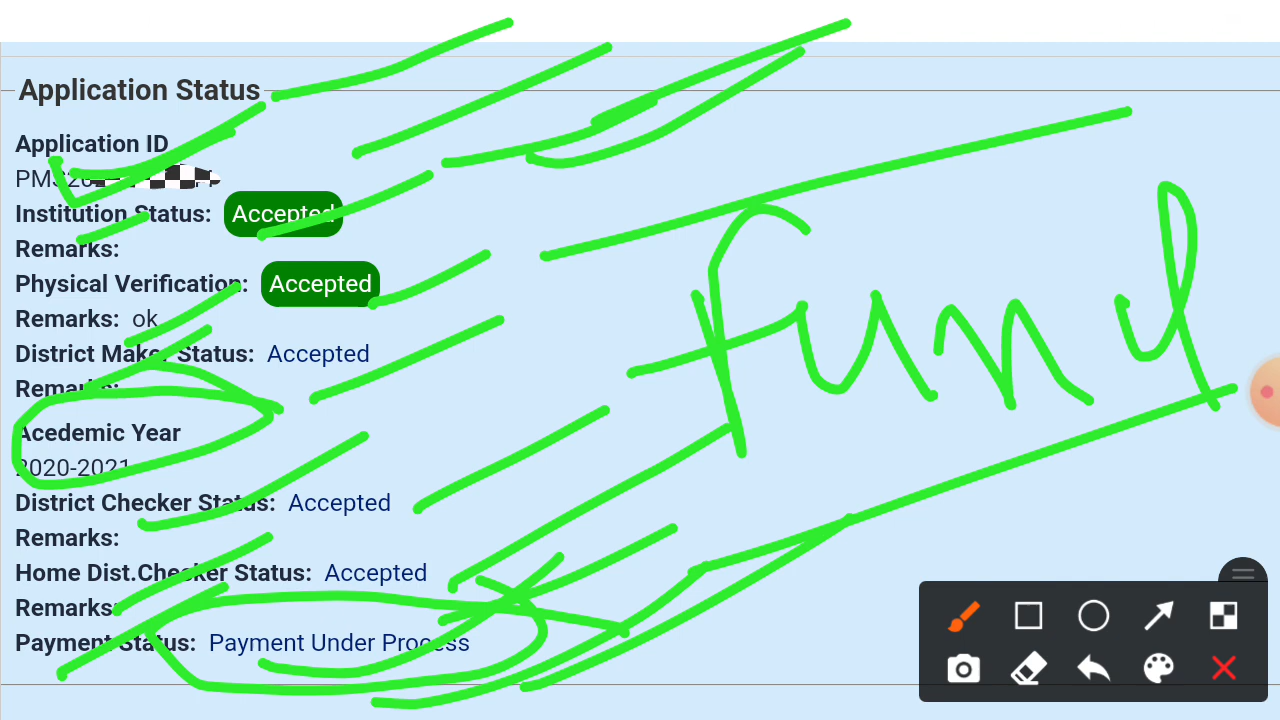 Application Status
Application ID
PMS20
Institution Status: Accepted
Remarks:
Physical Verification: Accepted
Remarks: ok
District Maker Status: Accepted
Remarks:
Acedemic Year
2020-2021
District Checker Status: Accepted
Remarks:
Home Dist.Checker Status: Accepted
Remarks:
Payment Status: Payment Under Process
Fund